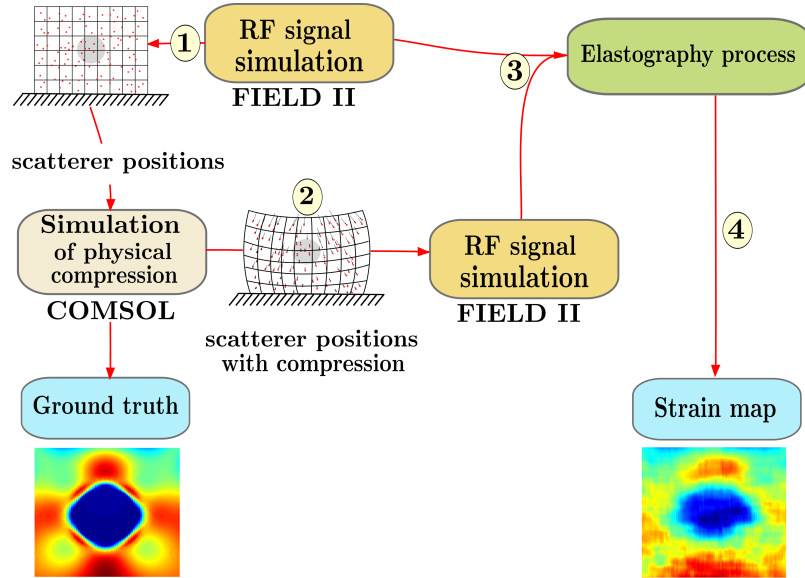 1
RF signal
simulation
FIELD II
3
Elastography process
scatterer positions
2
Simulation
of physical
compression
COMSOL
RF signal
simulation
FIELD II
4
scatterer positions
with compression
Ground truth
Strain map